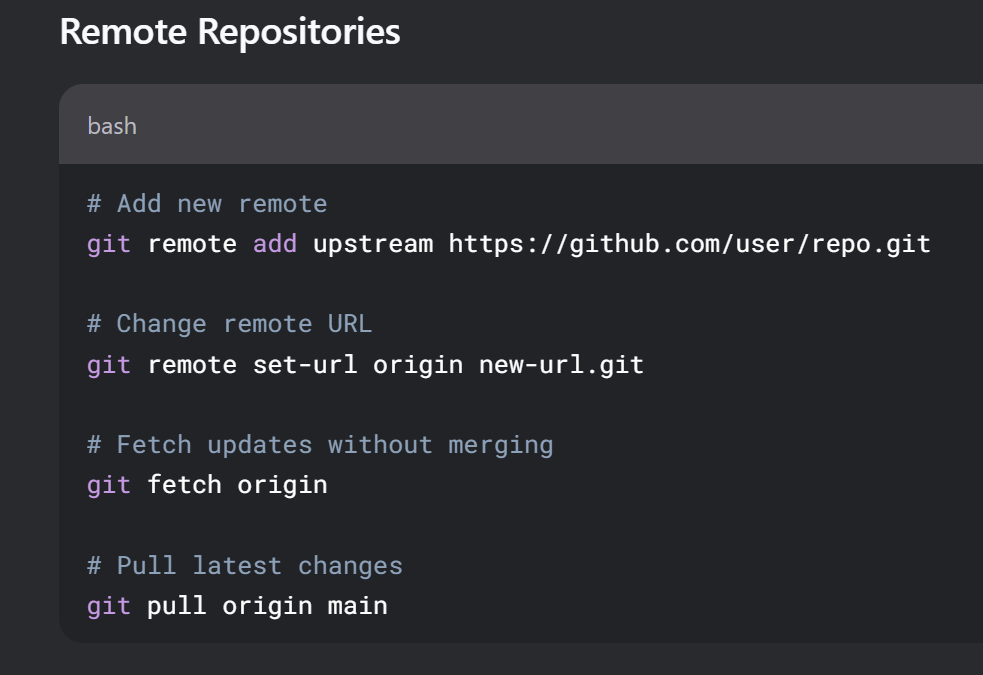 Remote Repositories
bash
# Add new remote
git remote add upstream https://github.com/user/repo.git
# Change remote URL
git remote set-url origin new-url.git
# Fetch updates without merging
git fetch origin
# Pull latest changes
git pull origin main